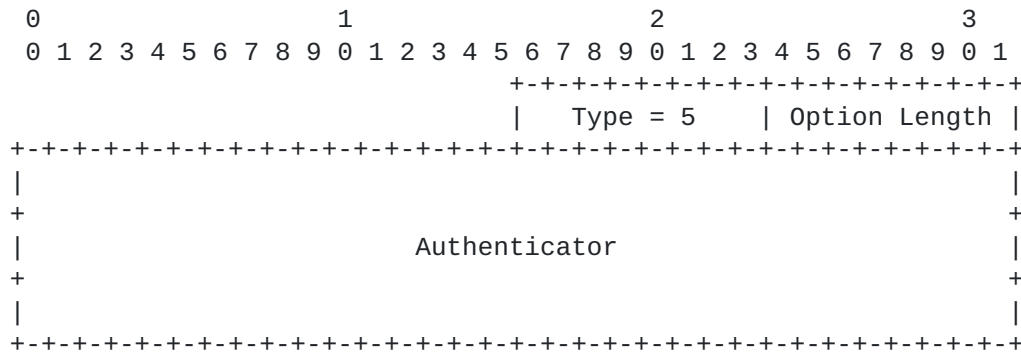 0                   1                   2                   3
 0 1 2 3 4 5 6 7 8 9 0 1 2 3 4 5 6 7 8 9 0 1 2 3 4 5 6 7 8 9 0 1
                                +-+-+-+-+-+-+-+-+-+-+-+-+-+-+-+-+
                                |   Type = 5    | Option Length |
+-+-+-+-+-+-+-+-+-+-+-+-+-+-+-+-+-+-+-+-+-+-+-+-+-+-+-+-+-+-+-+-+
|                                                               |
+                                                               +
|                         Authenticator                         |
+                                                               +
|                                                               |
+-+-+-+-+-+-+-+-+-+-+-+-+-+-+-+-+-+-+-+-+-+-+-+-+-+-+-+-+-+-+-+-+